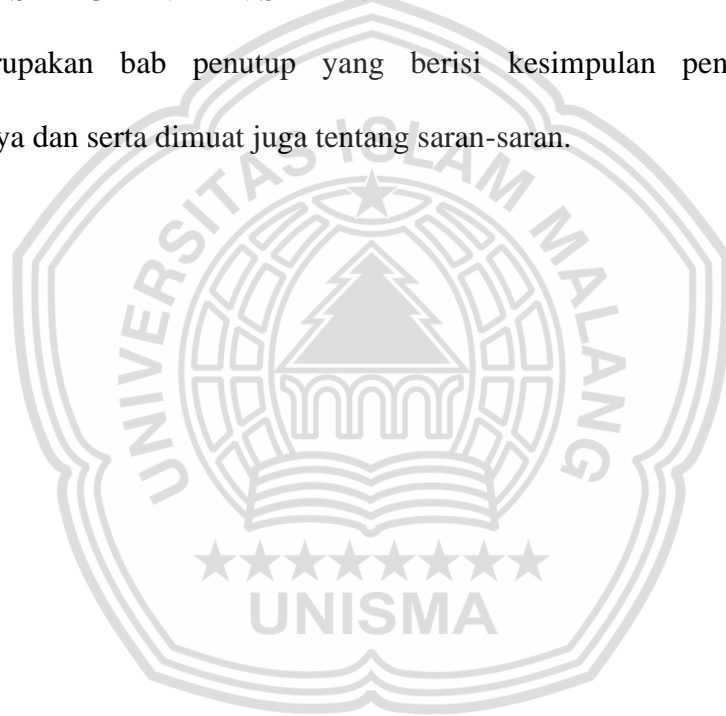 rupakan bab penutup yang berisi kesimpulan pen
ya dan serta dimuat juga tentang saran-saran.
UNIVERSITAS ISLAM MALANG
UNISMA